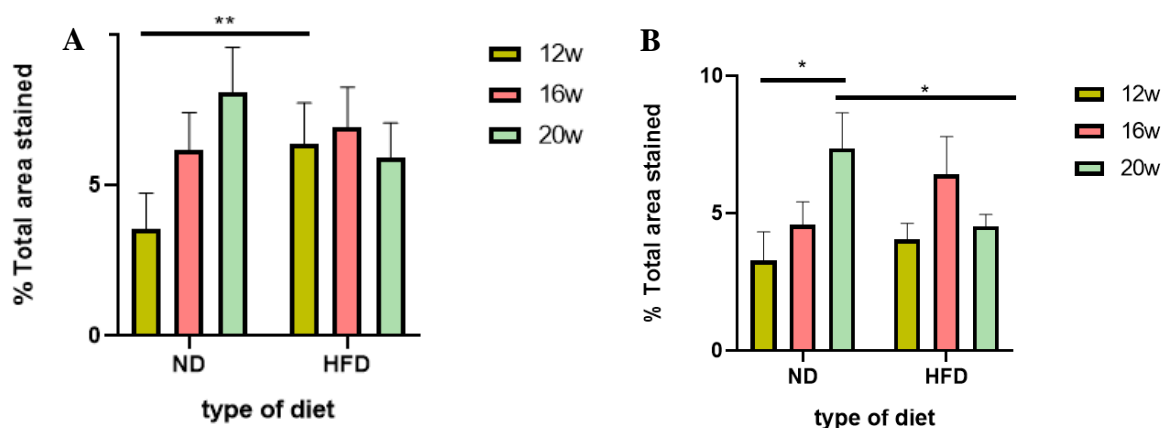 A
**
% Total area stained
5
0
ND
HFD
type of diet
12w
16w
20w
B
*
*
% Total area stained
10
5
0
ND
HFD
type of diet
12w
16w
20w